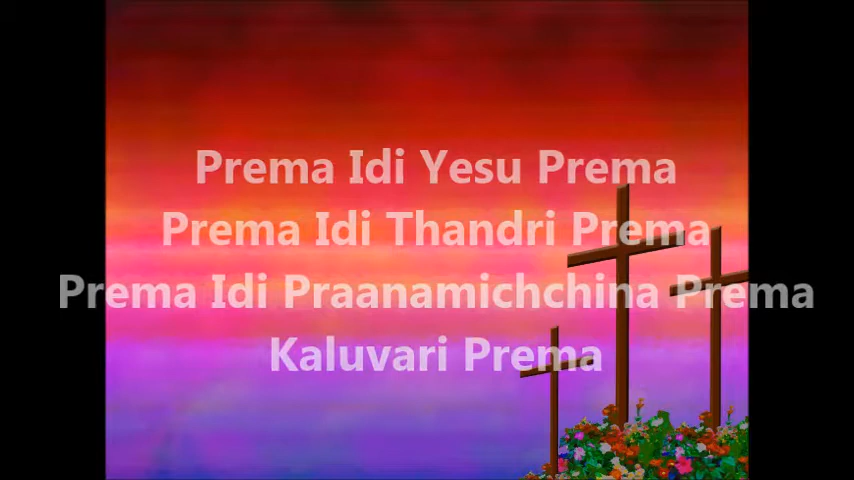 Prema Idi Yesu Prema
Prema Idi Thandri Prema
Prema Idi Praanamichchina Prema
Kaluvari Prema